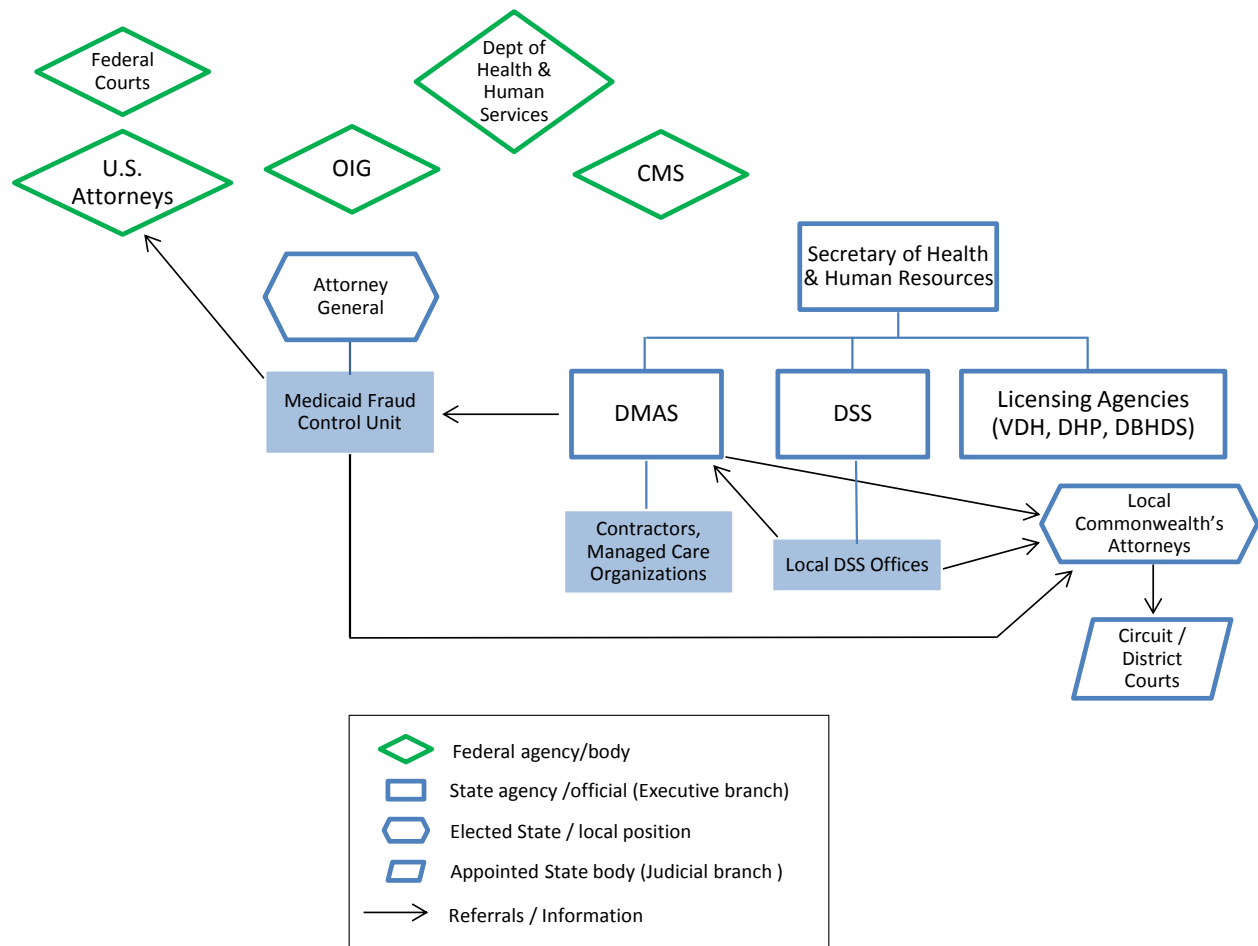 Federal
Courts
Dept of
Health &
Human
Services
U.S.
Attorneys
OIG
CMS
Secretary of Health
& Human Resources
Attorney
General
Medicaid Fraud
Control Unit
DMAS
DSS
Licensing Agencies
(VDH, DHP, DBHDS)
Contractors,
Managed Care
Organizations
Local DSS Offices
Local
Commonwealth’s
Attorneys
Circuit /
District
Courts
Federal agency/body
State agency /official (Executive branch)
Elected State / local position
Appointed State body (Judicial branch )
Referrals / Information